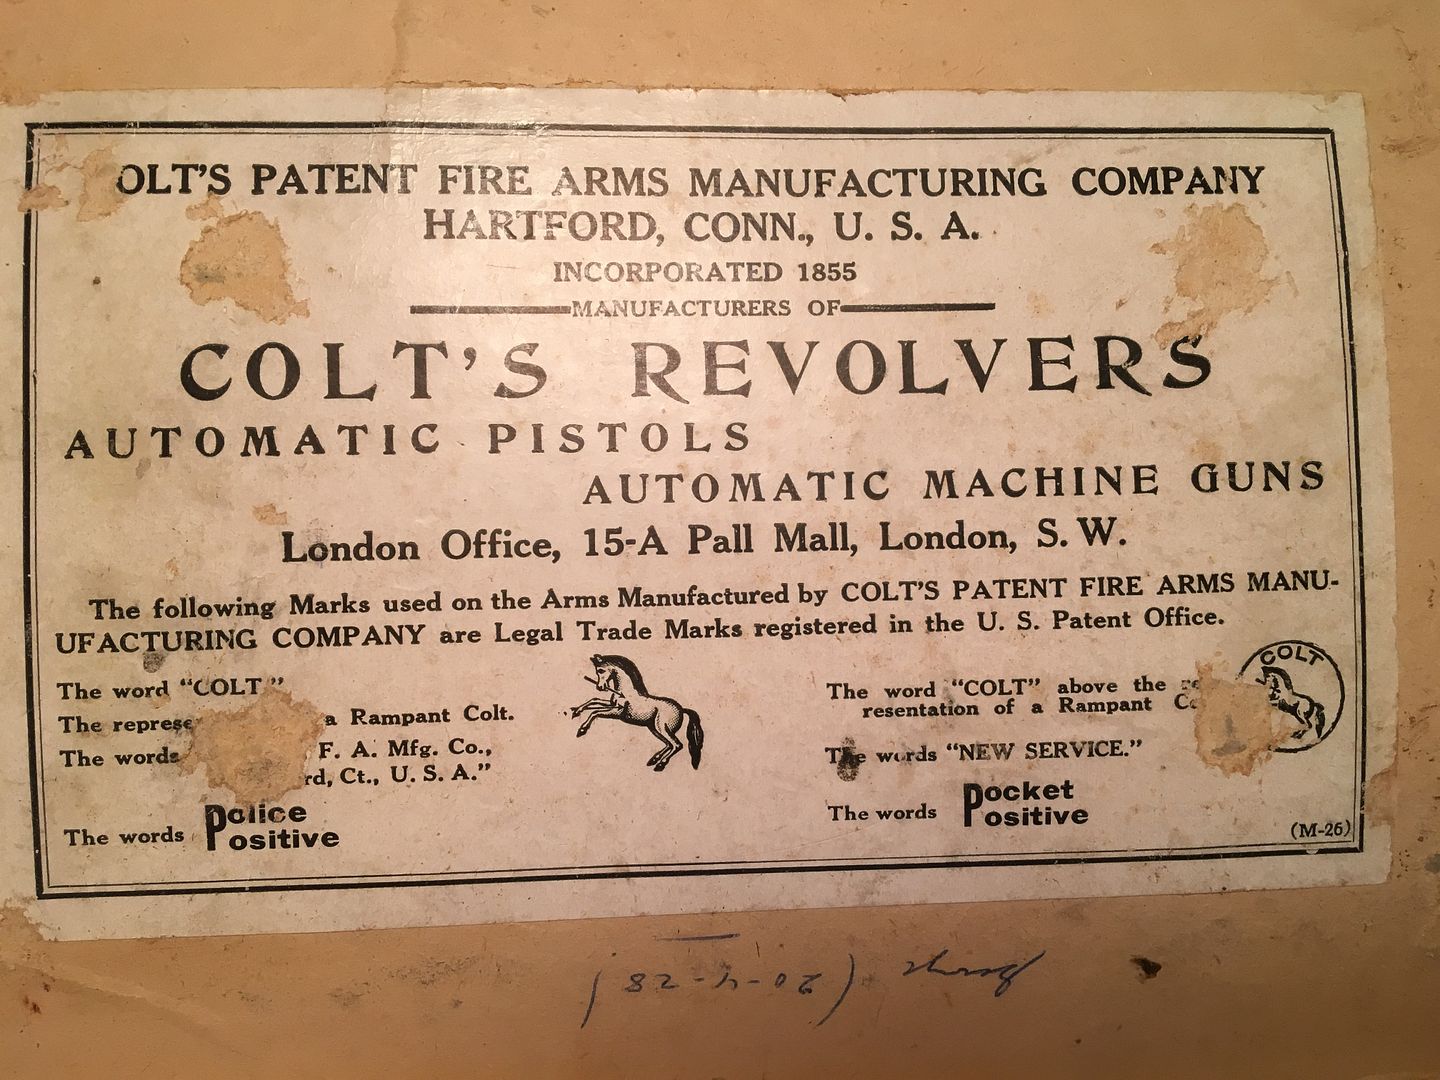 OLT'S PATENT FIRE ARMS MANUFACTURING COMPANY
HARTFORD, CONN., U. S. A.
INCORPORATED 1855
MANUFACTURERS OF
COLT'S REVOLVERS
AUTOMATIC PISTOLS
AUTOMATIC MACHINE GUNS
London Office, 15-A Pall Mall, London, S. W.
The following Marks used on the Arms Manufactured by COLT'S PATENT FIRE ARMS MANU-
UFACTURING COMPANY are Legal Trade Marks registered in the U. S. Patent Office.
The word "COLT"
The a Rampant Colt.
The words F. A. Mfg. Co.,
Ct., U. S. A."
The words Police Positive
The word "COLT" above the
resentation of a Rampant
The words "NEW SERVICE."
The words Pocket Positive
COLT
(M-26)